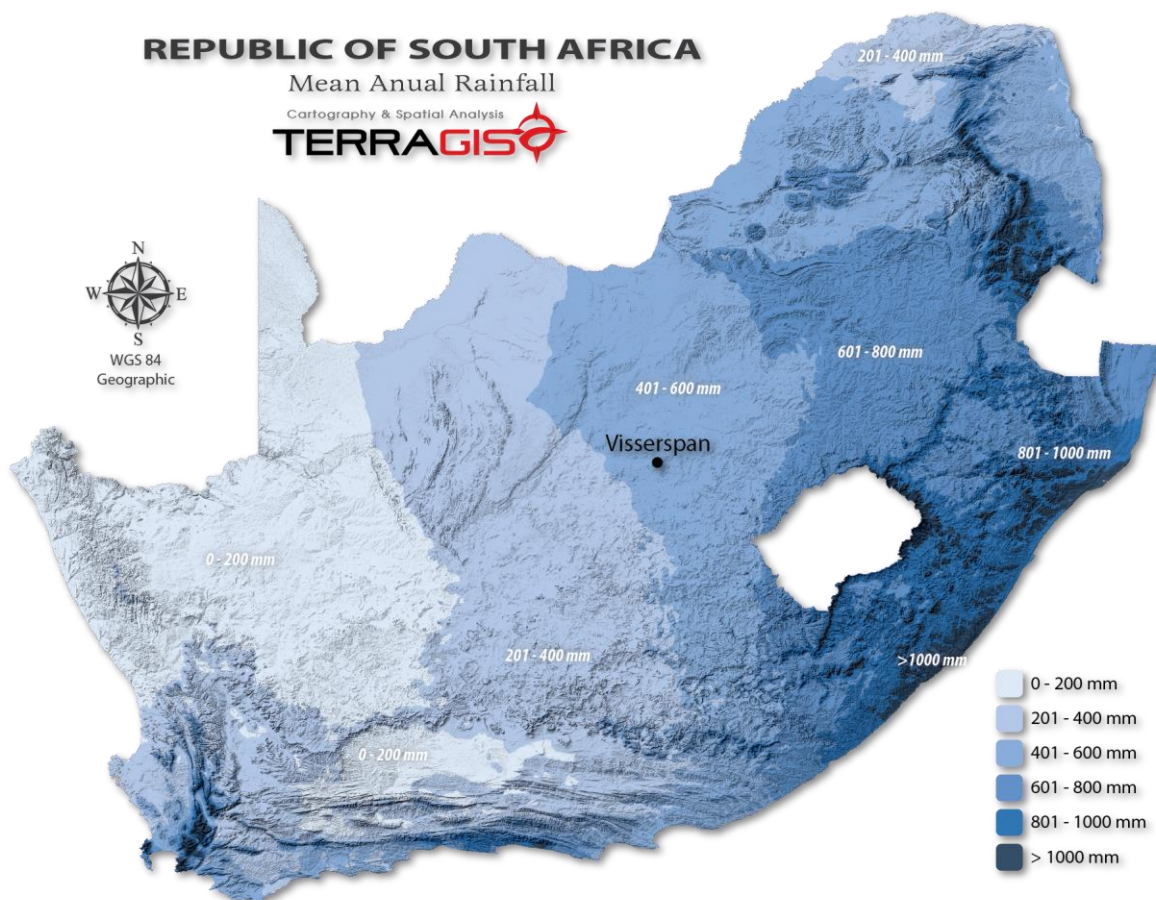 REPUBLIC OF SOUTH AFRICA
Mean Anual Rainfall
Cartography & Spatial Analysis
TERRAGIS
201 - 400 mm
N
W
E
S
WGS 84
Geographic
601 - 800 mm
401 - 600 mm
Visserspan
801 - 1000 mm
0 - 200 mm
201 - 400 mm
>1000 mm
0 - 200 mm
0 - 200 mm
201 - 400 mm
401 - 600 mm
601 - 800 mm
801 - 1000 mm
> 1000 mm